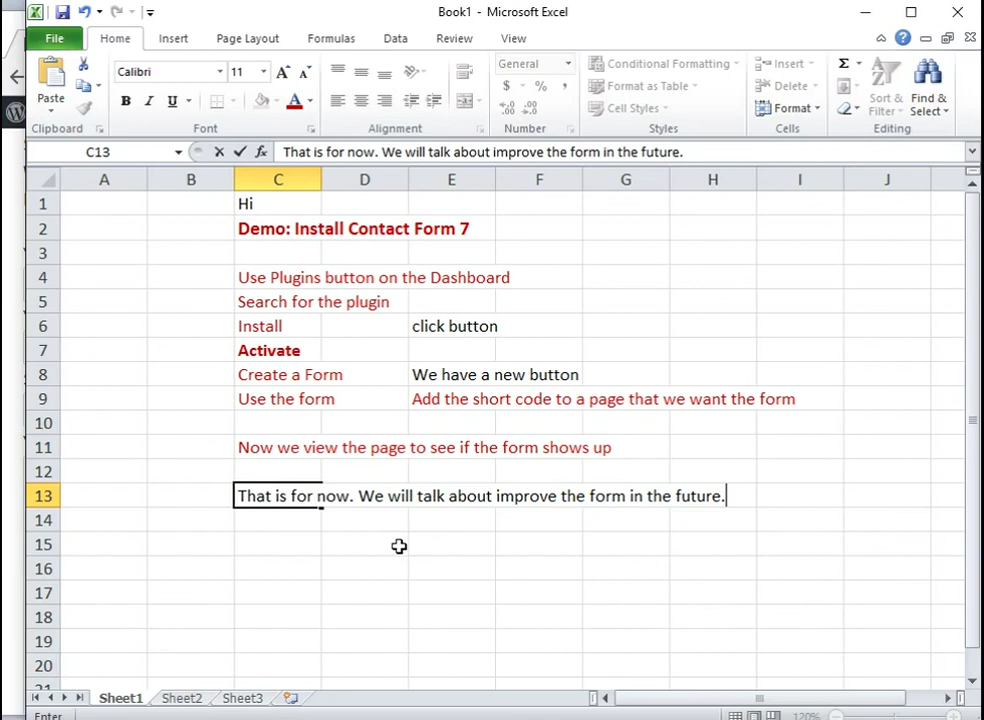 Book1 - Microsoft Excel
File Home Insert Page Layout Formulas Data Review View
Paste
Clipboard
Calibri 11
Font
Alignment
General
Number
Conditional Formatting
Format as Table
Cell Styles
Styles
Insert
Delete
Format
Cells
Sort & Filter
Find & Select
Editing
C13 fx That is for now. We will talk about improve the form in the future.
A B C D E F G H I J
1 Hi
2 Demo: Install Contact Form 7
3
4 Use Plugins button on the Dashboard
5 Search for the plugin
6 Install click button
7 Activate
8 Create a Form We have a new button
9 Use the form Add the short code to a page that we want the form
10
11 Now we view the page to see if the form shows up
12
13 That is for now. We will talk about improve the form in the future.
14
15
16
17
18
19
20
21
Sheet1 Sheet2 Sheet3
Enter 120%